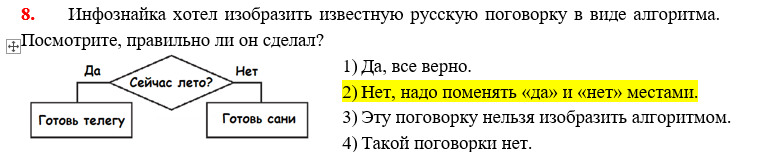 8. Инфознайка хотел изобразить известную русскую поговорку в виде алгоритма.
Посмотрите, правильно ли он сделал?
Да
Нет
Сейчас лето?
Готовь телегу
Готовь сани
1) Да, все верно.
2) Нет, надо поменять «да» и «нет» местами.
3) Эту поговорку нельзя изобразить алгоритмом.
4) Такой поговорки нет.